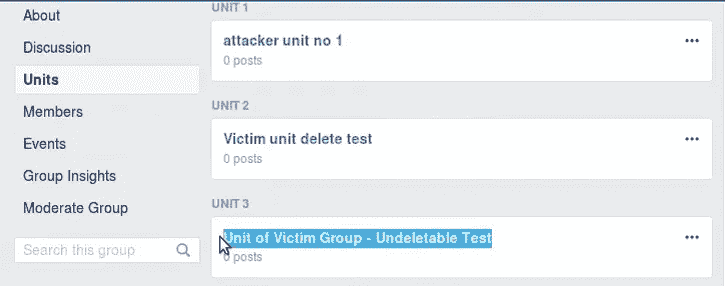 About
Discussion
Units
Members
Events
Group Insights
Moderate Group
Search this group
UNIT 1
attacker unit no 1
0 posts
UNIT 2
Victim unit delete test
0 posts
UNIT 3
Unit of Victim Group - Undeletable Test
0 posts